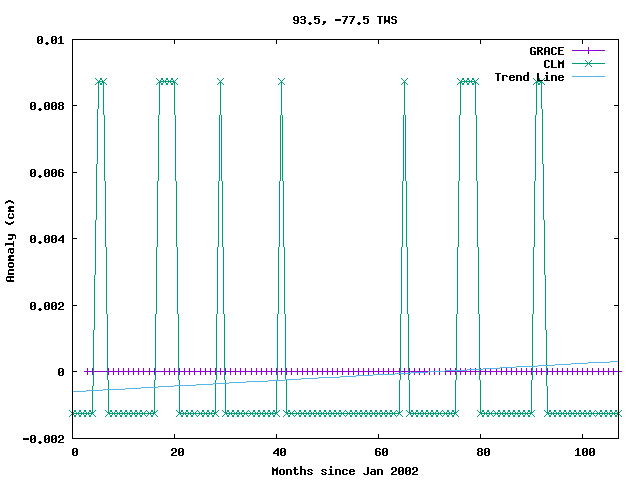 93.5, -77.5 TWS
GRACE
CLM
Trend Line
0.01
0.008
0.006
0.004
0.002
0
-0.002
Anomaly (cm)
0 20 40 60 80 100
Months since Jan 2002